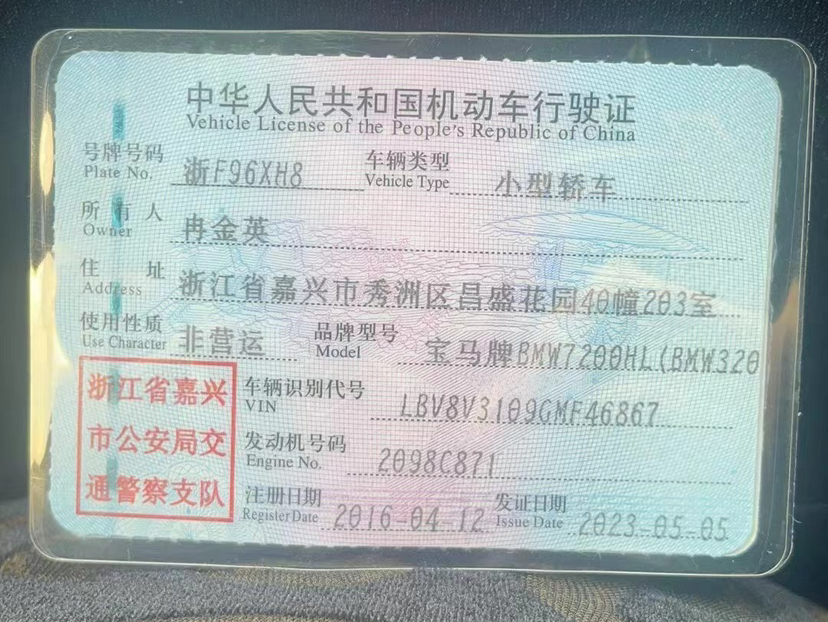 中华人民共和国机动车行驶证
Vehicle License of the People's Republic of China
号牌号码 浙F96XH8 车辆类型 小型轿车
Plate No. Vehicle Type
所有人 冉金英
Owner
住址 浙江省嘉兴市秀洲区昌盛花园40幢203室
Address
使用性质 非营运 品牌型号 宝马牌BMW7200HL(BMW320
Use Character Model
浙江省嘉兴
市公安局交
通警察支队
车辆识别代号 LBV8V3109GMF46867
VIN
发动机号码 2098C871
Engine No.
注册日期 2016-04-12 发证日期 2023-05-05
Register Date Issue Date